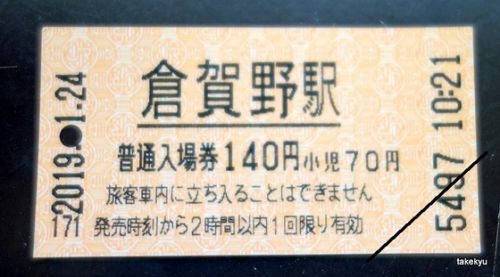 倉賀野駅
普通入場券140円小児70円
旅客車内に立ち入ることはできません
発売時刻から2時間以内1回限り有効
2019. 1.24
171
5497 10:21
takekyu